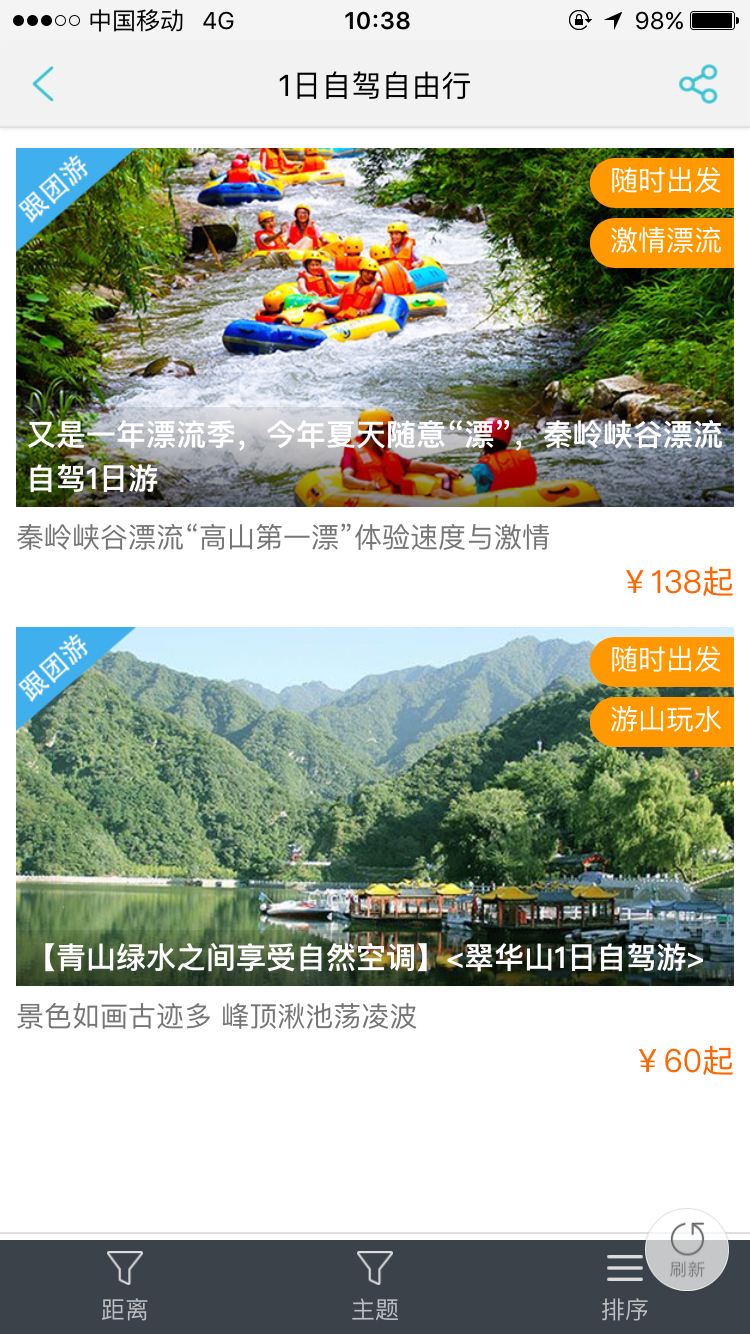 中国移动 4G 10:38 98%
1日自驾自由行
跟团游
随时出发
激情漂流
又是一年漂流季，今年夏天随意“漂”，秦岭峡谷漂流
自驾1日游
秦岭峡谷漂流“高山第一漂”体验速度与激情
￥138起
跟团游
随时出发
游山玩水
【青山绿水之间享受自然空调】<翠华山1日自驾游>
景色如画古迹多 峰顶湫池荡凌波
￥60起
刷新
距离 主题 排序